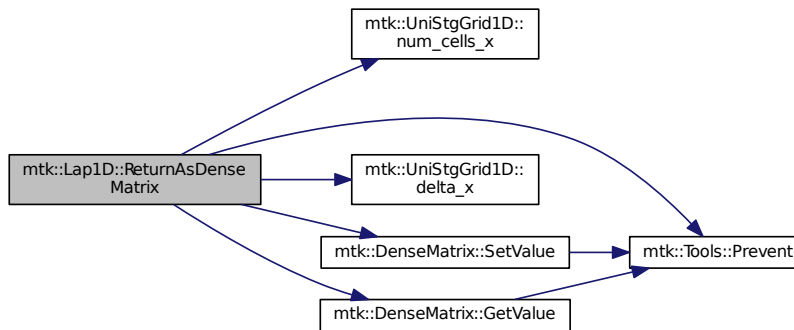 mtk::UniStgGrid1D::
num_cells_x
mtk::Lap1D::ReturnAsDense
Matrix
mtk::UniStgGrid1D::
delta_x
mtk::DenseMatrix::SetValue
mtk::Tools::Prevent
mtk::DenseMatrix::GetValue